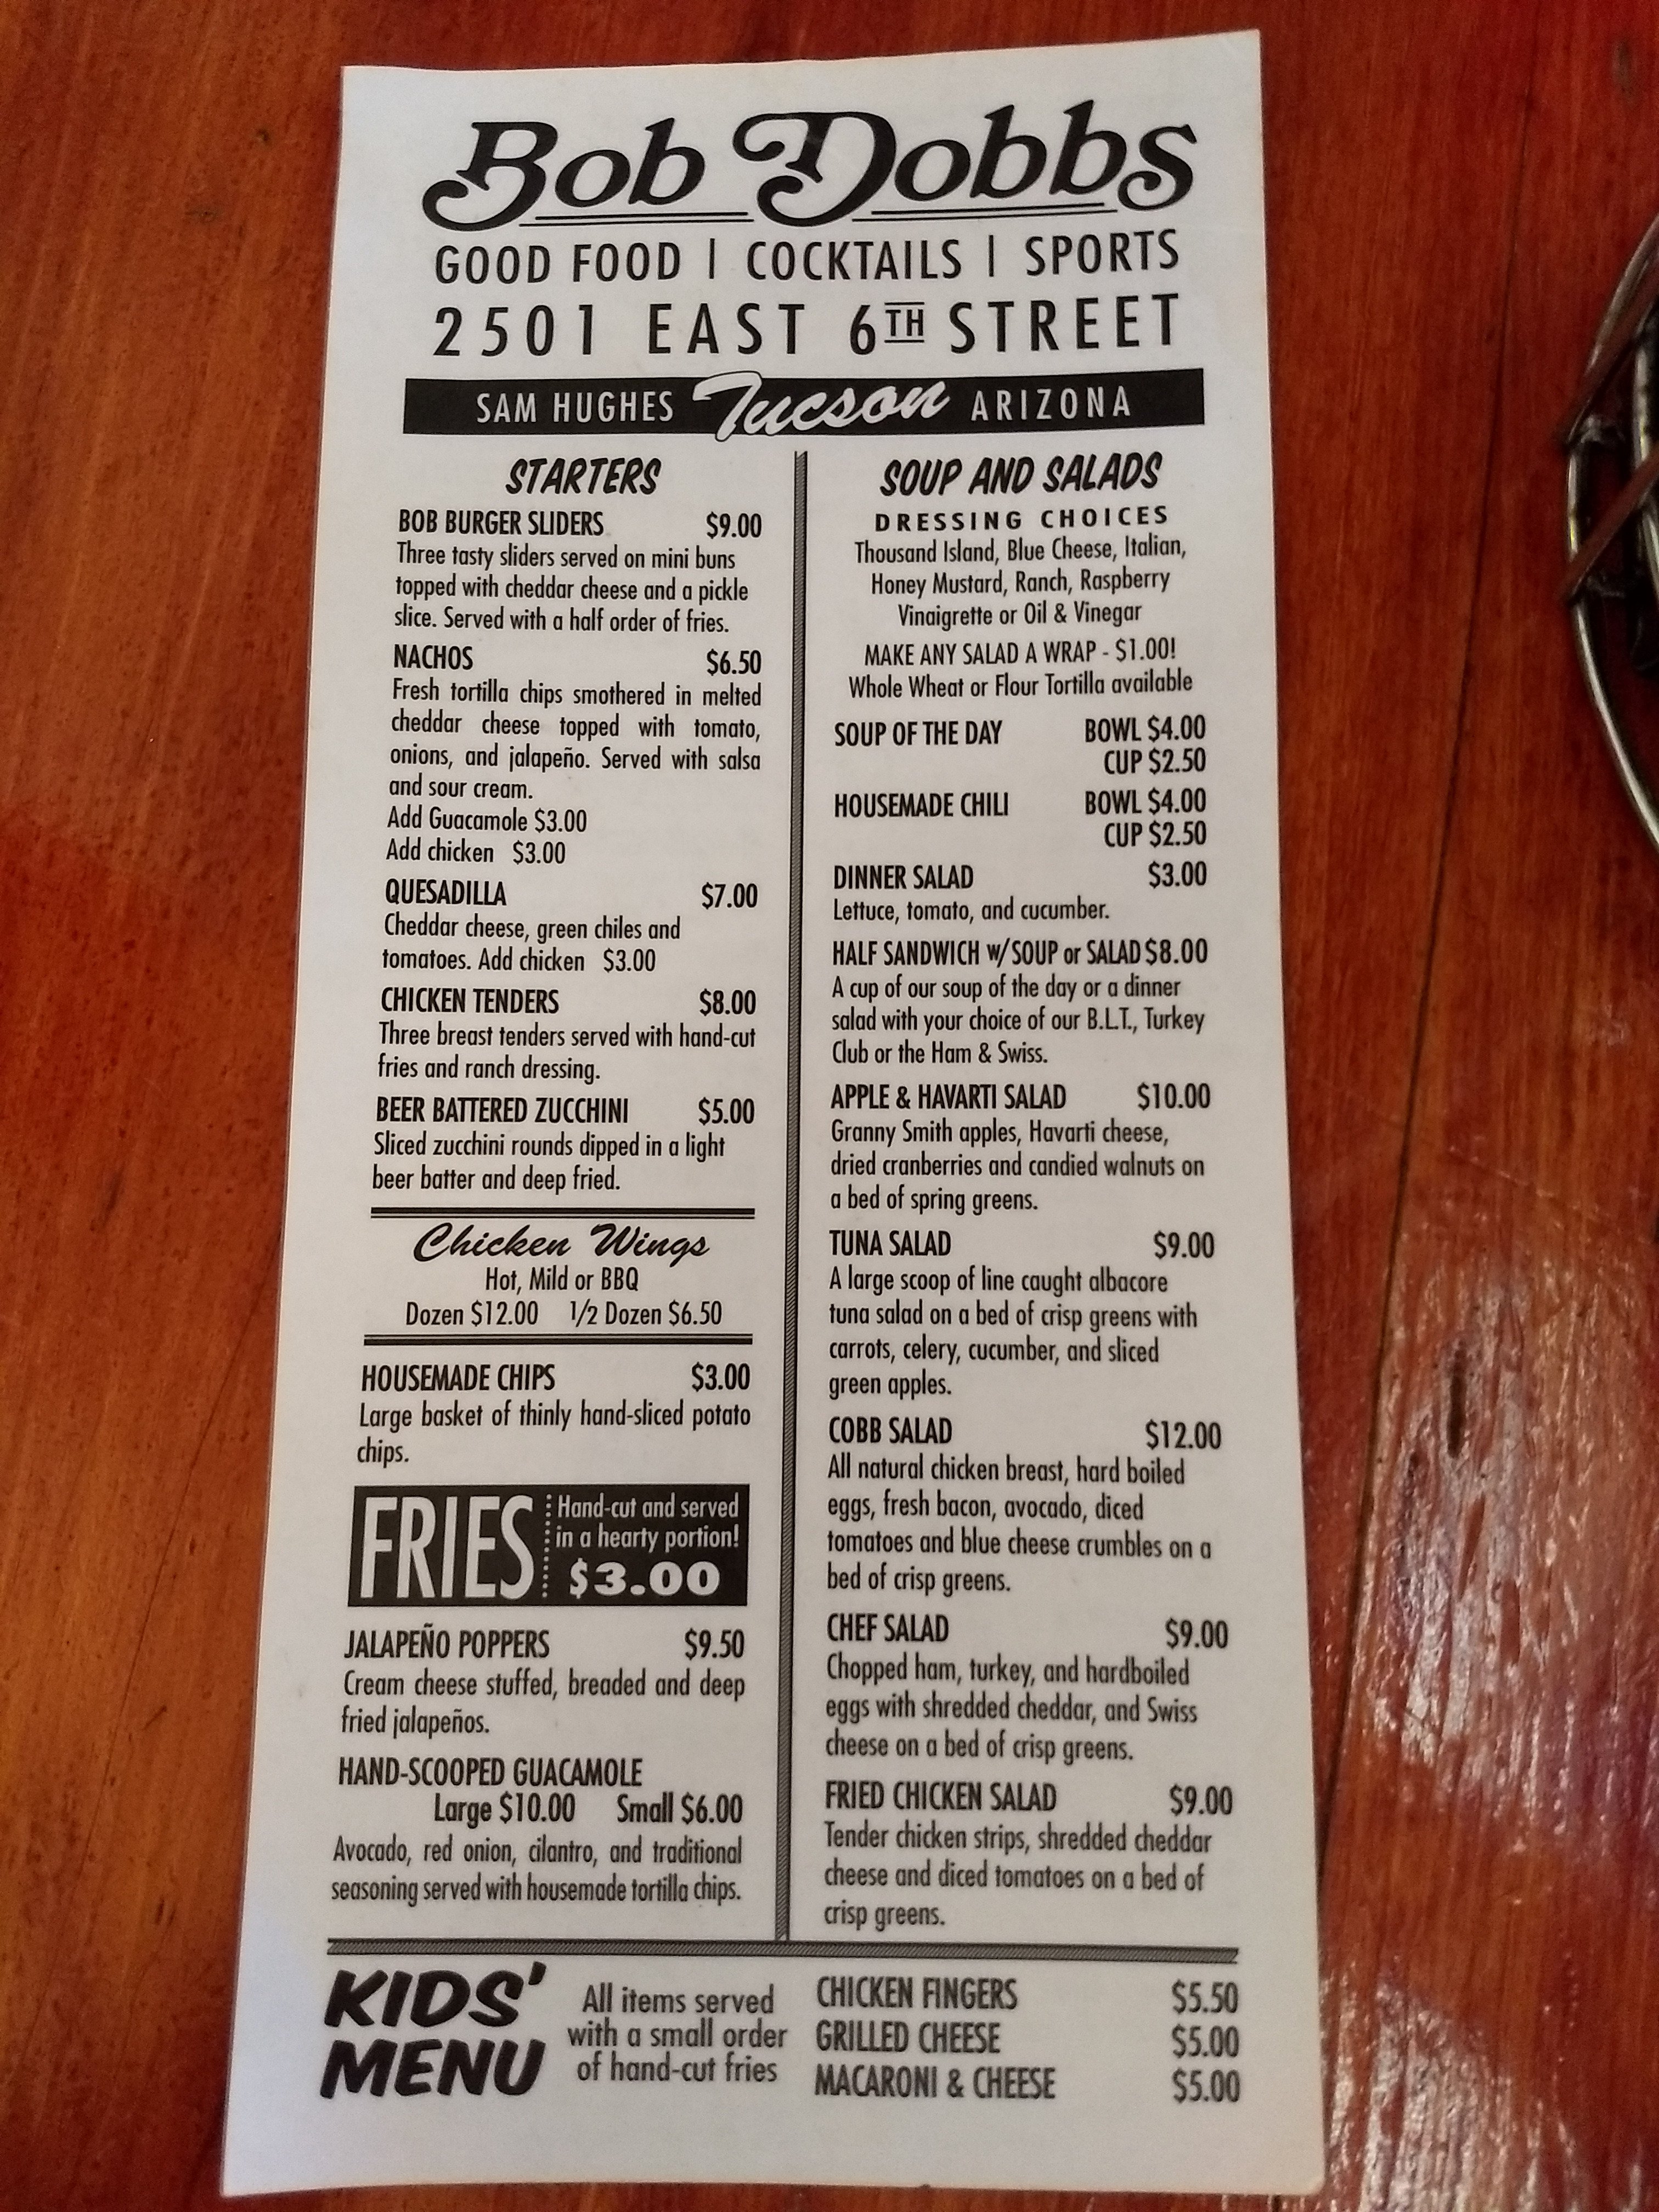 Bob Dobbs
GOOD FOOD | COCKTAILS | SPORTS
2501 EAST 6TH STREET
SAM HUGHES Tucson ARIZONA
STARTERS
BOB BURGER SLIDERS $9.00
Three tasty sliders served on mini buns
topped with cheddar cheese and a pickle
slice. Served with a half order of fries.
NACHOS $6.50
Fresh tortilla chips smothered in melted
cheddar cheese topped with tomato,
onions, and jalapeño. Served with salsa
and sour cream.
Add Guacamole $3.00
Add chicken $3.00
QUESADILLA $7.00
Cheddar cheese, green chiles and
tomatoes. Add chicken $3.00
CHICKEN TENDERS $8.00
Three breast tenders served with hand-cut
fries and ranch dressing.
BEER BATTERED ZUCCHINI $5.00
Sliced zucchini rounds dipped in a light
beer batter and deep fried.
Chicken Wings
Hot, Mild or BBQ
Dozen $12.00 1/2 Dozen $6.50
HOUSEMADE CHIPS $3.00
Large basket of thinly hand-sliced potato
chips.
FRIES
Hand-cut and served
in a hearty portion!
$3.00
JALAPEÑO POPPERS $9.50
Cream cheese stuffed, breaded and deep
fried jalapeños.
HAND-SCOOPED GUACAMOLE
Large $10.00 Small $6.00
Avocado, red onion, cilantro, and traditional
seasoning served with housemade tortilla chips.
SOUP AND SALADS
DRESSING CHOICES
Thousand Island, Blue Cheese, Italian,
Honey Mustard, Ranch, Raspberry
Vinaigrette or Oil & Vinegar
MAKE ANY SALAD A WRAP - $1.00!
Whole Wheat or Flour Tortilla available
SOUP OF THE DAY BOWL $4.00
CUP $2.50
HOUSEMADE CHILI BOWL $4.00
CUP $2.50
DINNER SALAD $3.00
Lettuce, tomato, and cucumber.
HALF SANDWICH w/SOUP or SALAD $8.00
A cup of our soup of the day or a dinner
salad with your choice of our B.L.T., Turkey
Club or the Ham & Swiss.
APPLE & HAVARTI SALAD $10.00
Granny Smith apples, Havarti cheese,
dried cranberries and candied walnuts on
a bed of spring greens.
TUNA SALAD $9.00
A large scoop of line caught albacore
tuna salad on a bed of crisp greens with
carrots, celery, cucumber, and sliced
green apples.
COBB SALAD $12.00
All natural chicken breast, hard boiled
eggs, fresh bacon, avocado, diced
tomatoes and blue cheese crumbles on a
bed of crisp greens.
CHEF SALAD $9.00
Chopped ham, turkey, and hardboiled
eggs with shredded cheddar, and Swiss
cheese on a bed of crisp greens.
FRIED CHICKEN SALAD $9.00
Tender chicken strips, shredded cheddar
cheese and diced tomatoes on a bed of
crisp greens.
KIDS'
MENU
All items served
with a small order
of hand-cut fries
CHICKEN FINGERS $5.50
GRILLED CHEESE $5.00
MACARONI & CHEESE $5.00